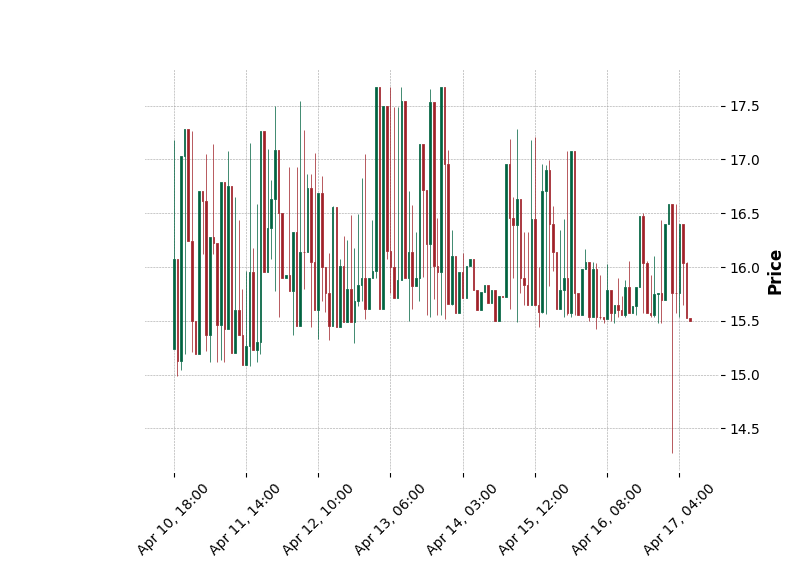 17.5
17.0
16.5
16.0
15.5
15.0
14.5
Price
Apr 10, 18:00
Apr 11, 14:00
Apr 12, 10:00
Apr 13, 06:00
Apr 14, 03:00
Apr 15, 12:00
Apr 16, 08:00
Apr 17, 04:00